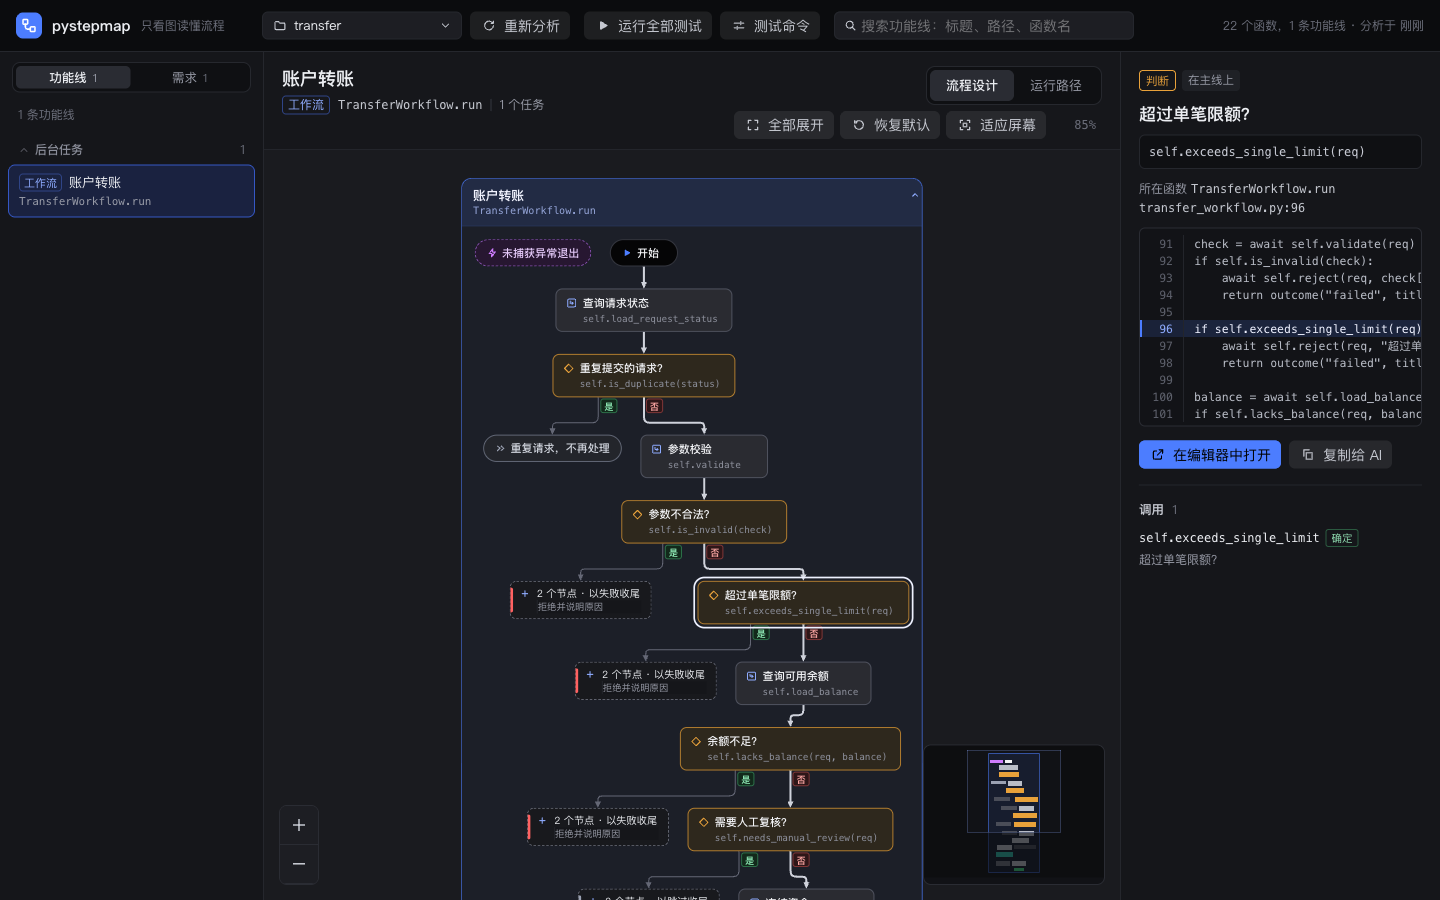 pystepmap 只看图读懂流程 transfer 重新分析 运行全部测试 测试命令 搜索功能线：标题、路径、函数名 22 个函数，1 条功能线 · 分析于 刚刚
功能线 1 需求 1
1 条功能线
后台任务 1
工作流 账户转账
TransferWorkflow.run
账户转账
工作流 TransferWorkflow.run | 1 个任务
流程设计 运行路径
全部展开 恢复默认 适应屏幕 85%
账户转账
TransferWorkflow.run
未捕获异常退出 开始
查询请求状态
self.load_request_status
重复提交的请求?
self.is_duplicate(status)
是 否
重复请求，不再处理
参数校验
self.validate
参数不合法?
self.is_invalid(check)
是 否
+ 2 个节点 · 以失败收尾
拒绝并说明原因
超过单笔限额?
self.exceeds_single_limit(req)
是 否
+ 2 个节点 · 以失败收尾
拒绝并说明原因
查询可用余额
self.load_balance
余额不足?
self.lacks_balance(req, balance)
是 否
+ 2 个节点 · 以失败收尾
拒绝并说明原因
需要人工复核?
self.needs_manual_review(req)
是 否
判断 在主线上
超过单笔限额?
self.exceeds_single_limit(req)
所在函数 TransferWorkflow.run
transfer_workflow.py:96
91 check = await self.validate(req)
92 if self.is_invalid(check):
93 await self.reject(req, check[
94 return outcome("failed", titl
95
96 if self.exceeds_single_limit(req)
97 await self.reject(req, "超过单
98 return outcome("failed", titl
99
100 balance = await self.load_balance
101 if self.lacks_balance(req, balanc
在编辑器中打开 复制给 AI
调用 1
self.exceeds_single_limit 确定
超过单笔限额?